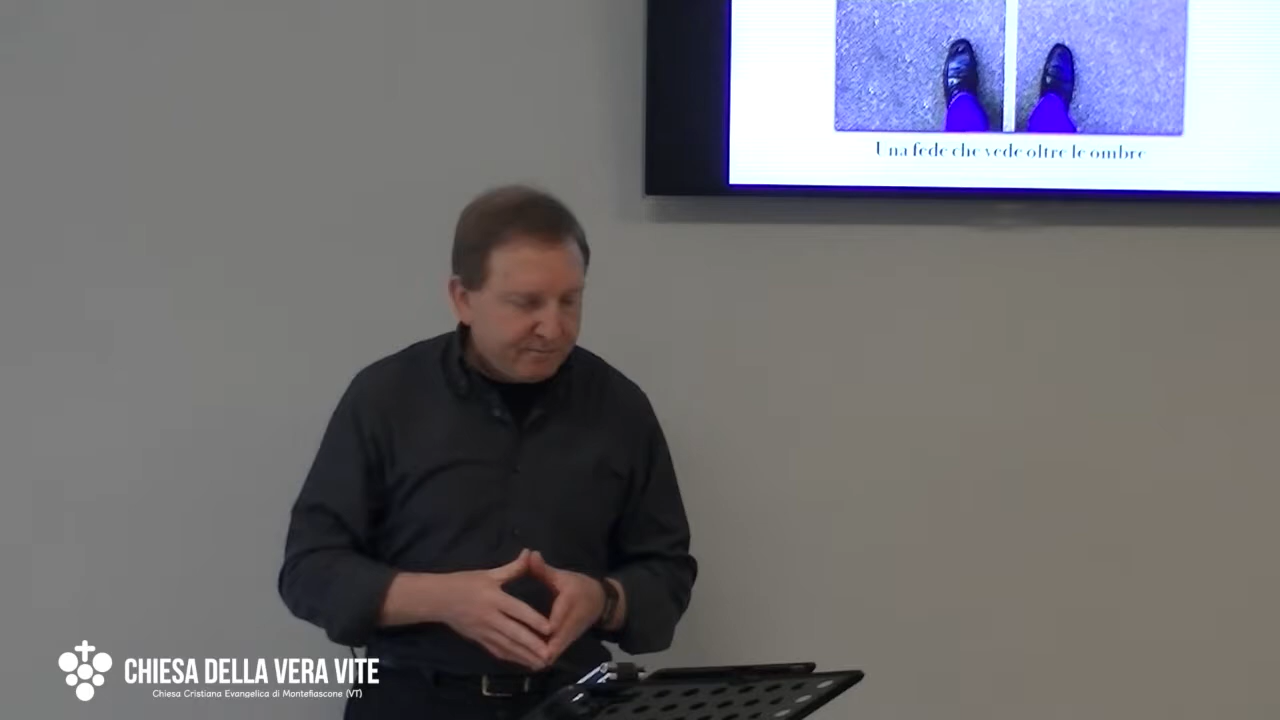 Una fede che vede oltre le ombre
CHIESA DELLA VERA VITE
Chiesa Cristiana Evangelica di Montefiascone (VT)